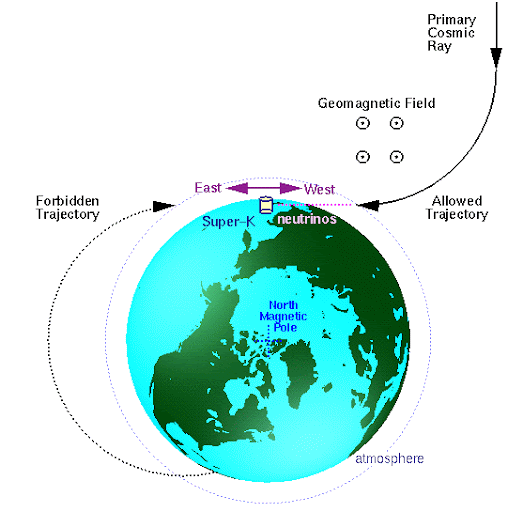 Primary
Cosmic
Ray
Geomagnetic Field
East
West
Forbidden
Trajectory
Allowed
Trajectory
Super-K
neutrinos
North
Magnetic
Pole
atmosphere